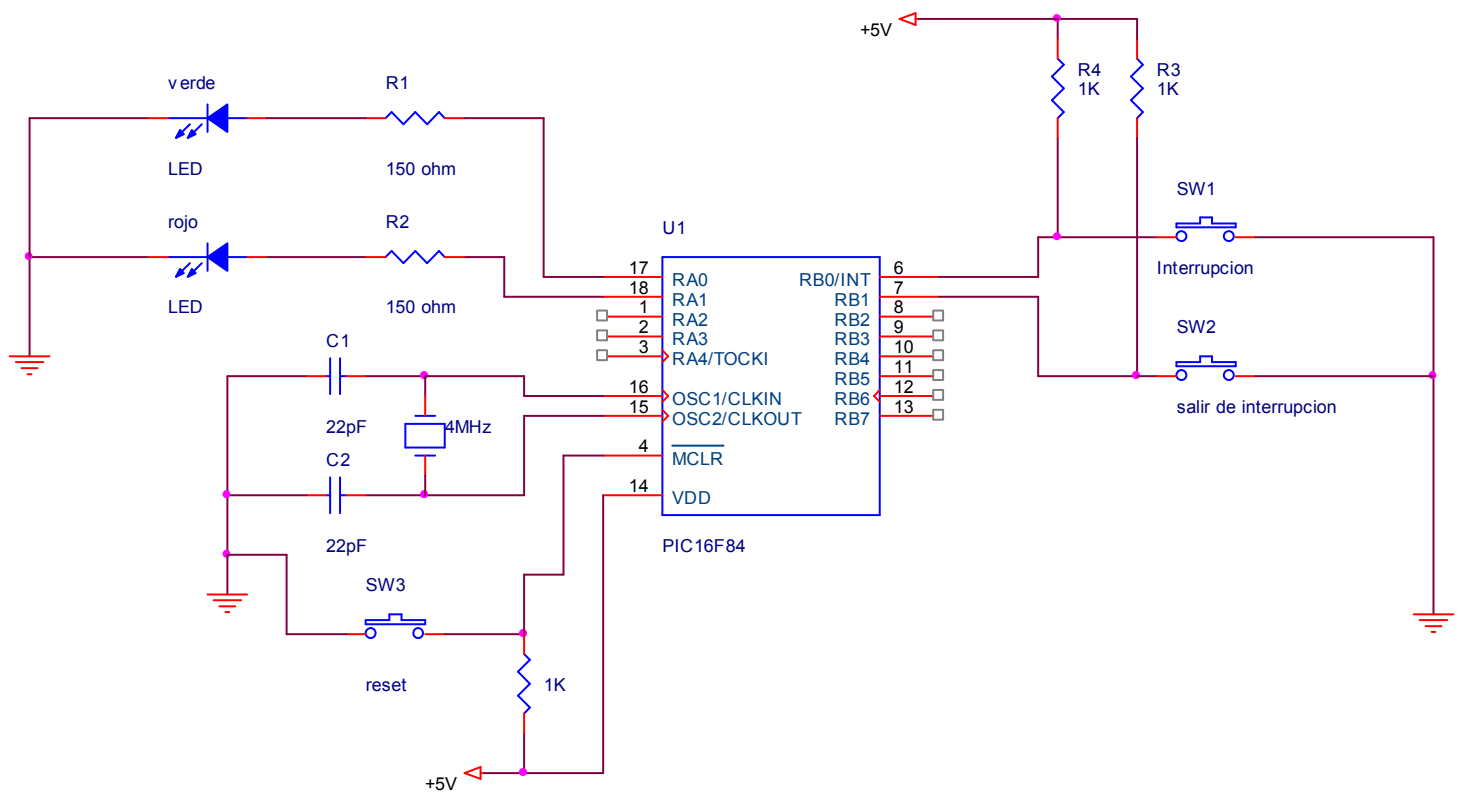 +5V
verde
R1
R4
1K
R3
1K
LED
150 ohm
SW1
rojo
R2
U1
Interrupcion
LED
150 ohm
17
RA0
18
RA1
1
RA2
2
RA3
3
RA4/TOCKI
16
OSC1/CLKIN
15
OSC2/CLKOUT
4
MCLR
14
VDD
RB0/INT
6
RB1
7
RB2
8
RB3
9
RB4
10
RB5
11
RB6
12
RB7
13
SW2
salir de interrupcion
C1
22pF
4MHz
C2
22pF
PIC16F84
SW3
reset
1K
+5V